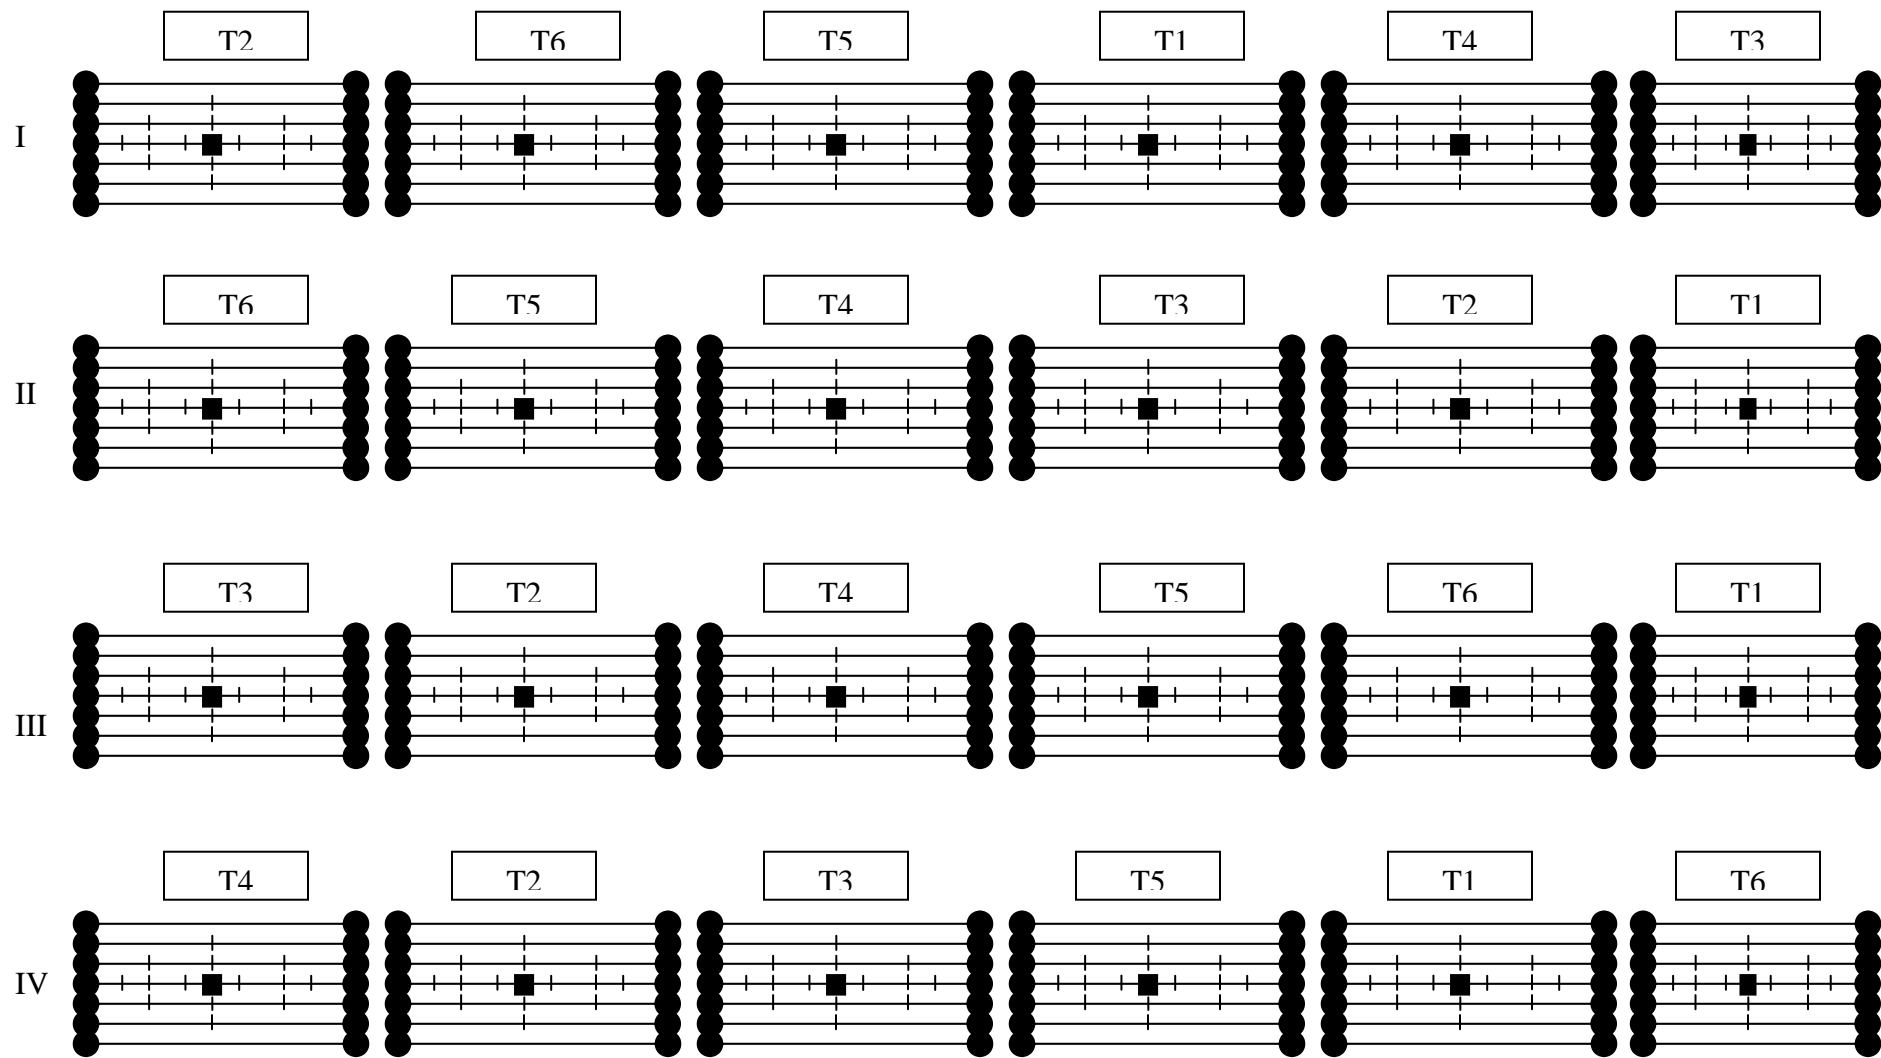 T2 T6 T5 T1 T4 T3
I
T6 T5 T4 T3 T2 T1
II
T3 T2 T4 T5 T6 T1
III
T4 T2 T3 T5 T1 T6
IV